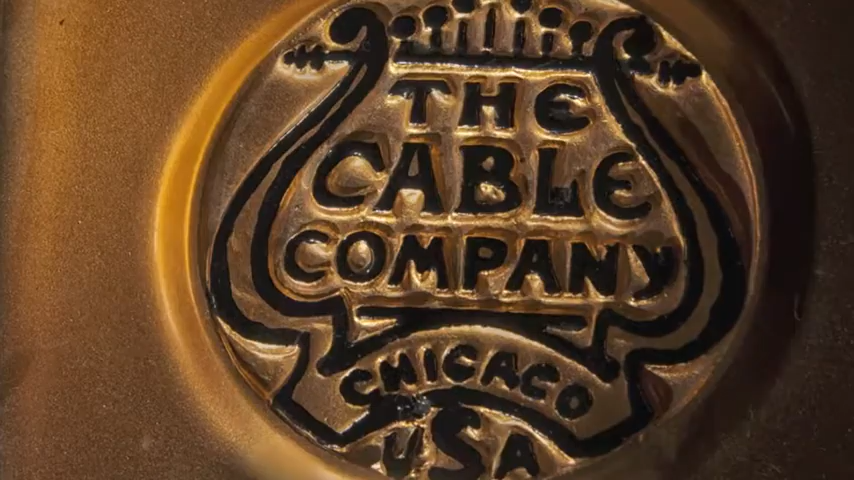 THE
CABLE
COMPANY
CHICAGO
USA